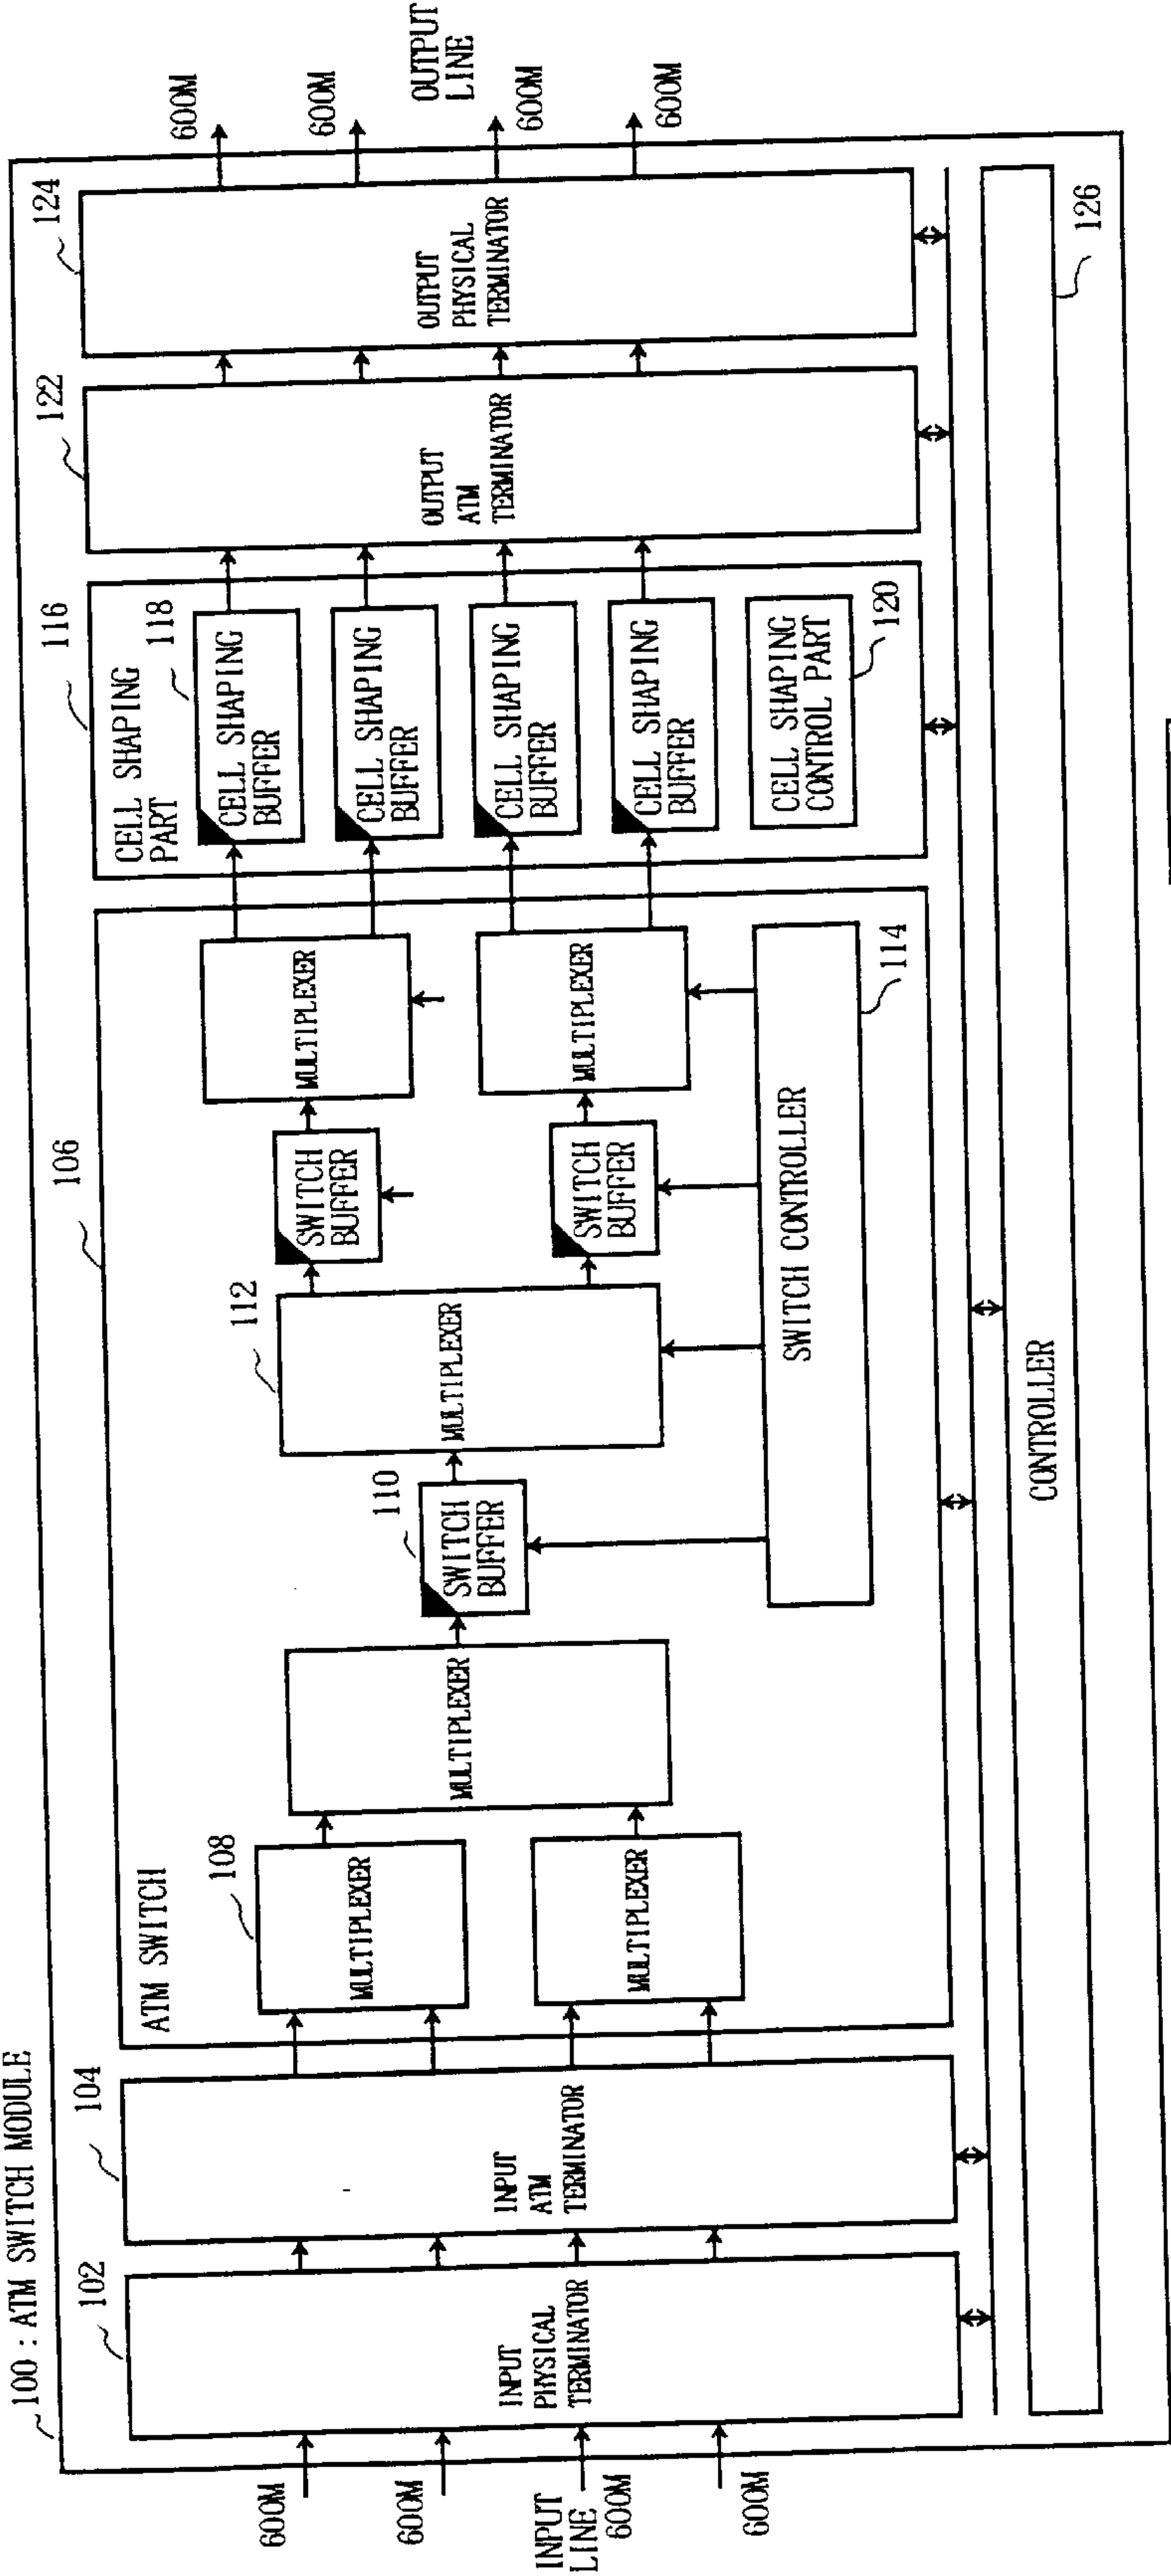 100 : ATM SWITCH MODULE
102
104
106
116
122
124
ATM SWITCH
CELL SHAPING
PART
108
110
112
118
600M
600M
INPUT
LINE
600M
600M
INPUT
PHYSICAL
TERMINATOR
INPUT
ATM
TERMINATOR
MULTIPLEXER
MULTIPLEXER
MULTIPLEXER
SWITCH
BUFFER
MULTIPLEXER
SWITCH
BUFFER
SWITCH
BUFFER
MULTIPLEXER
MULTIPLEXER
CELL SHAPING
BUFFER
CELL SHAPING
BUFFER
CELL SHAPING
BUFFER
CELL SHAPING
BUFFER
CELL SHAPING
CONTROL PART
120
OUTPUT
ATM
TERMINATOR
OUTPUT
PHYSICAL
TERMINATOR
600M
600M
OUTPUT
LINE
600M
600M
SWITCH CONTROLLER
114
CONTROLLER
126